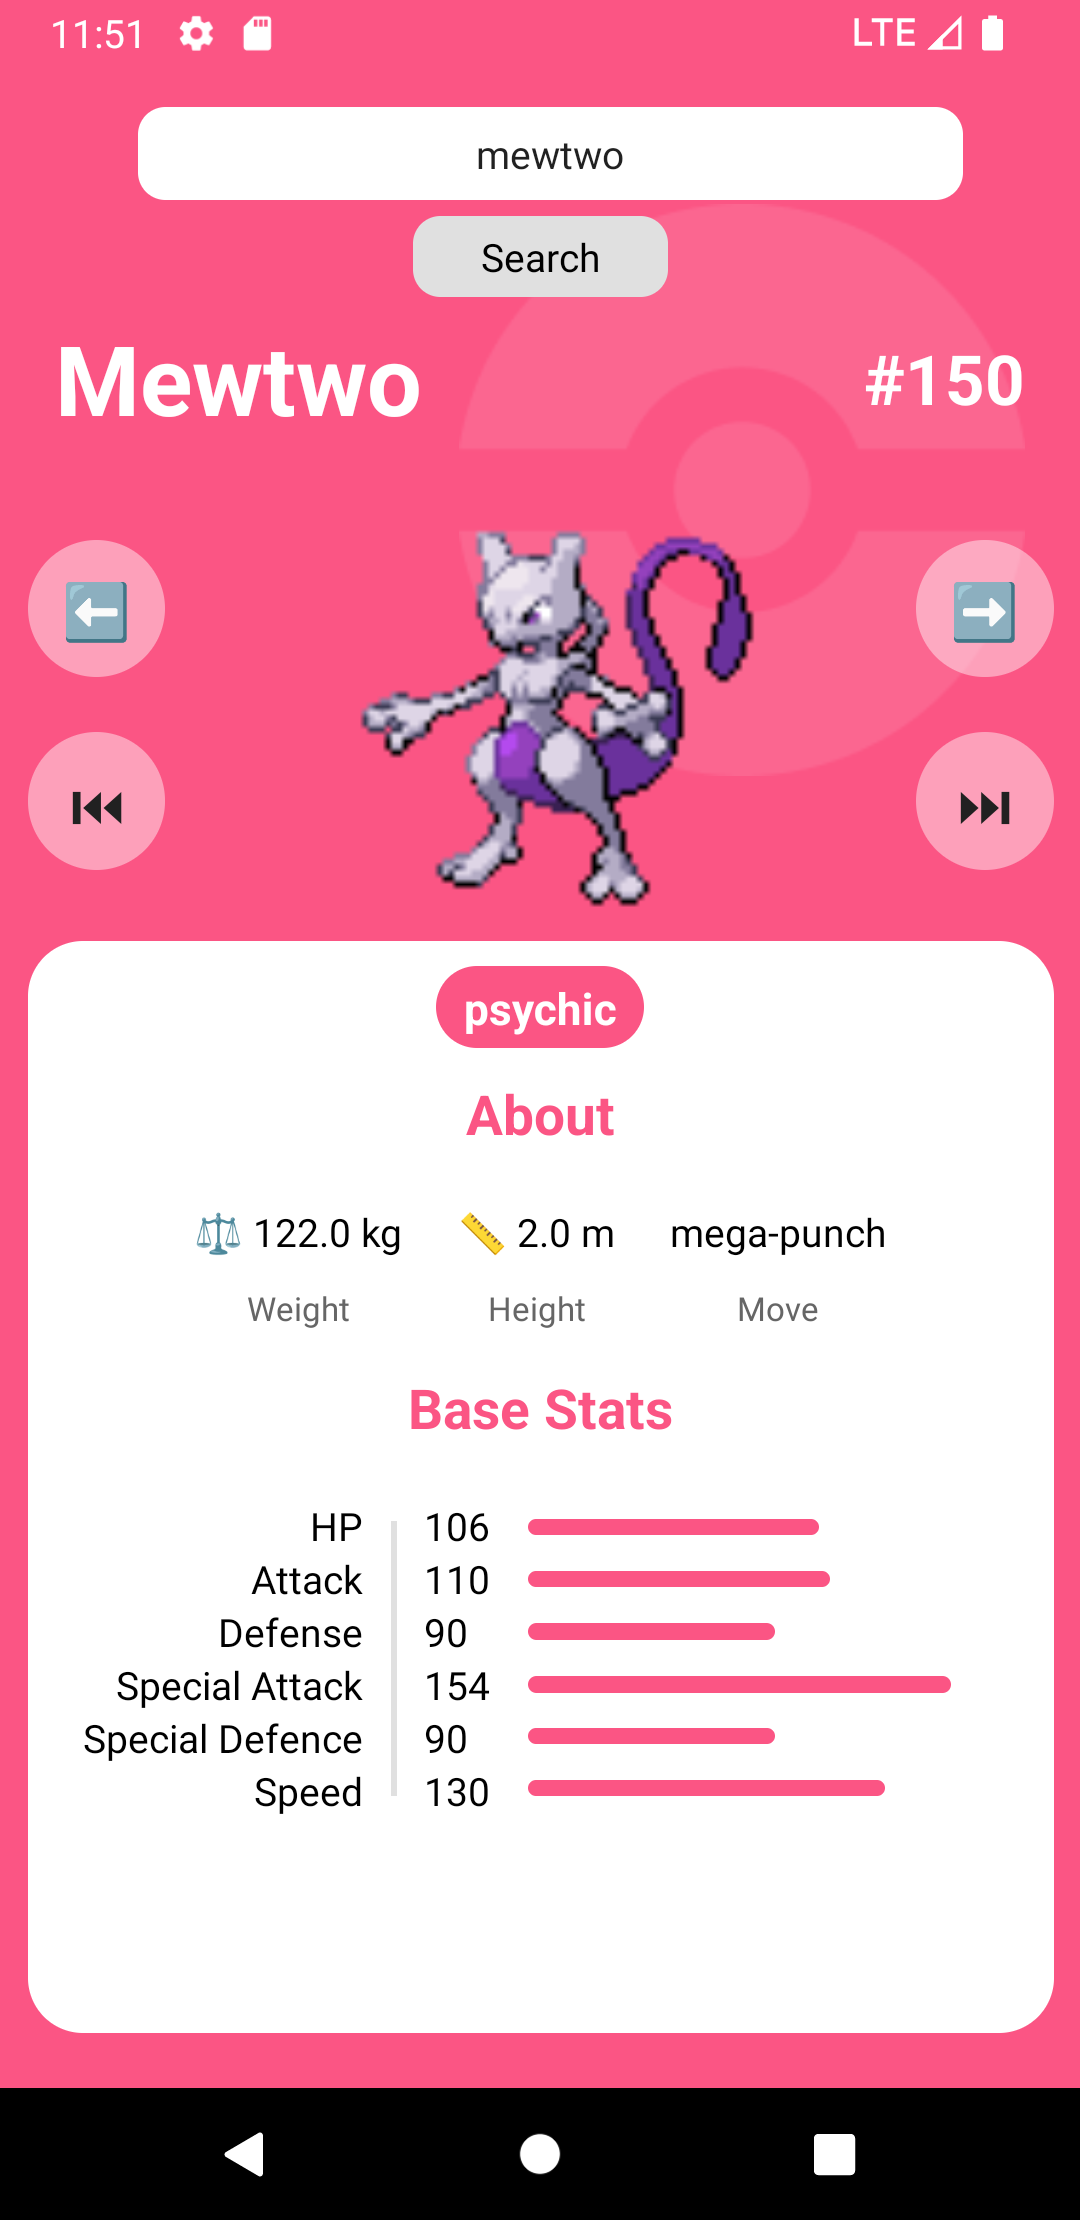 11:51 LTE
mewtwo
Search
Mewtwo #150
psychic
About
122.0 kg 2.0 m mega-punch
Weight Height Move
Base Stats
HP 106
Attack 110
Defense 90
Special Attack 154
Special Defence 90
Speed 130